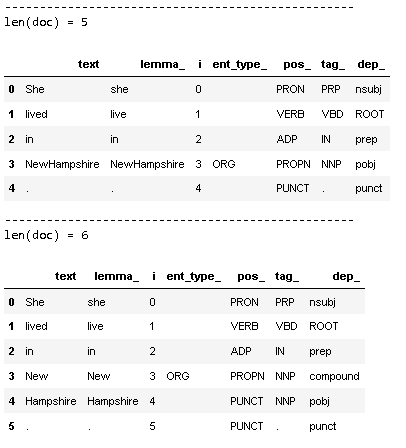 ------------------------------------------------
len(doc) = 5
text lemma_ i ent_type_ pos_ tag_ dep_
0 She she 0 PRON PRP nsubj
1 lived live 1 VERB VBD ROOT
2 in in 2 ADP IN prep
3 NewHampshire NewHampshire 3 ORG PROPN NNP pobj
4 . . 4 PUNCT . punct
------------------------------------------------
len(doc) = 6
text lemma_ i ent_type_ pos_ tag_ dep_
0 She she 0 PRON PRP nsubj
1 lived live 1 VERB VBD ROOT
2 in in 2 ADP IN prep
3 New New 3 ORG PROPN NNP compound
4 Hampshire Hampshire 4 PUNCT NNP pobj
5 . . 5 PUNCT . punct